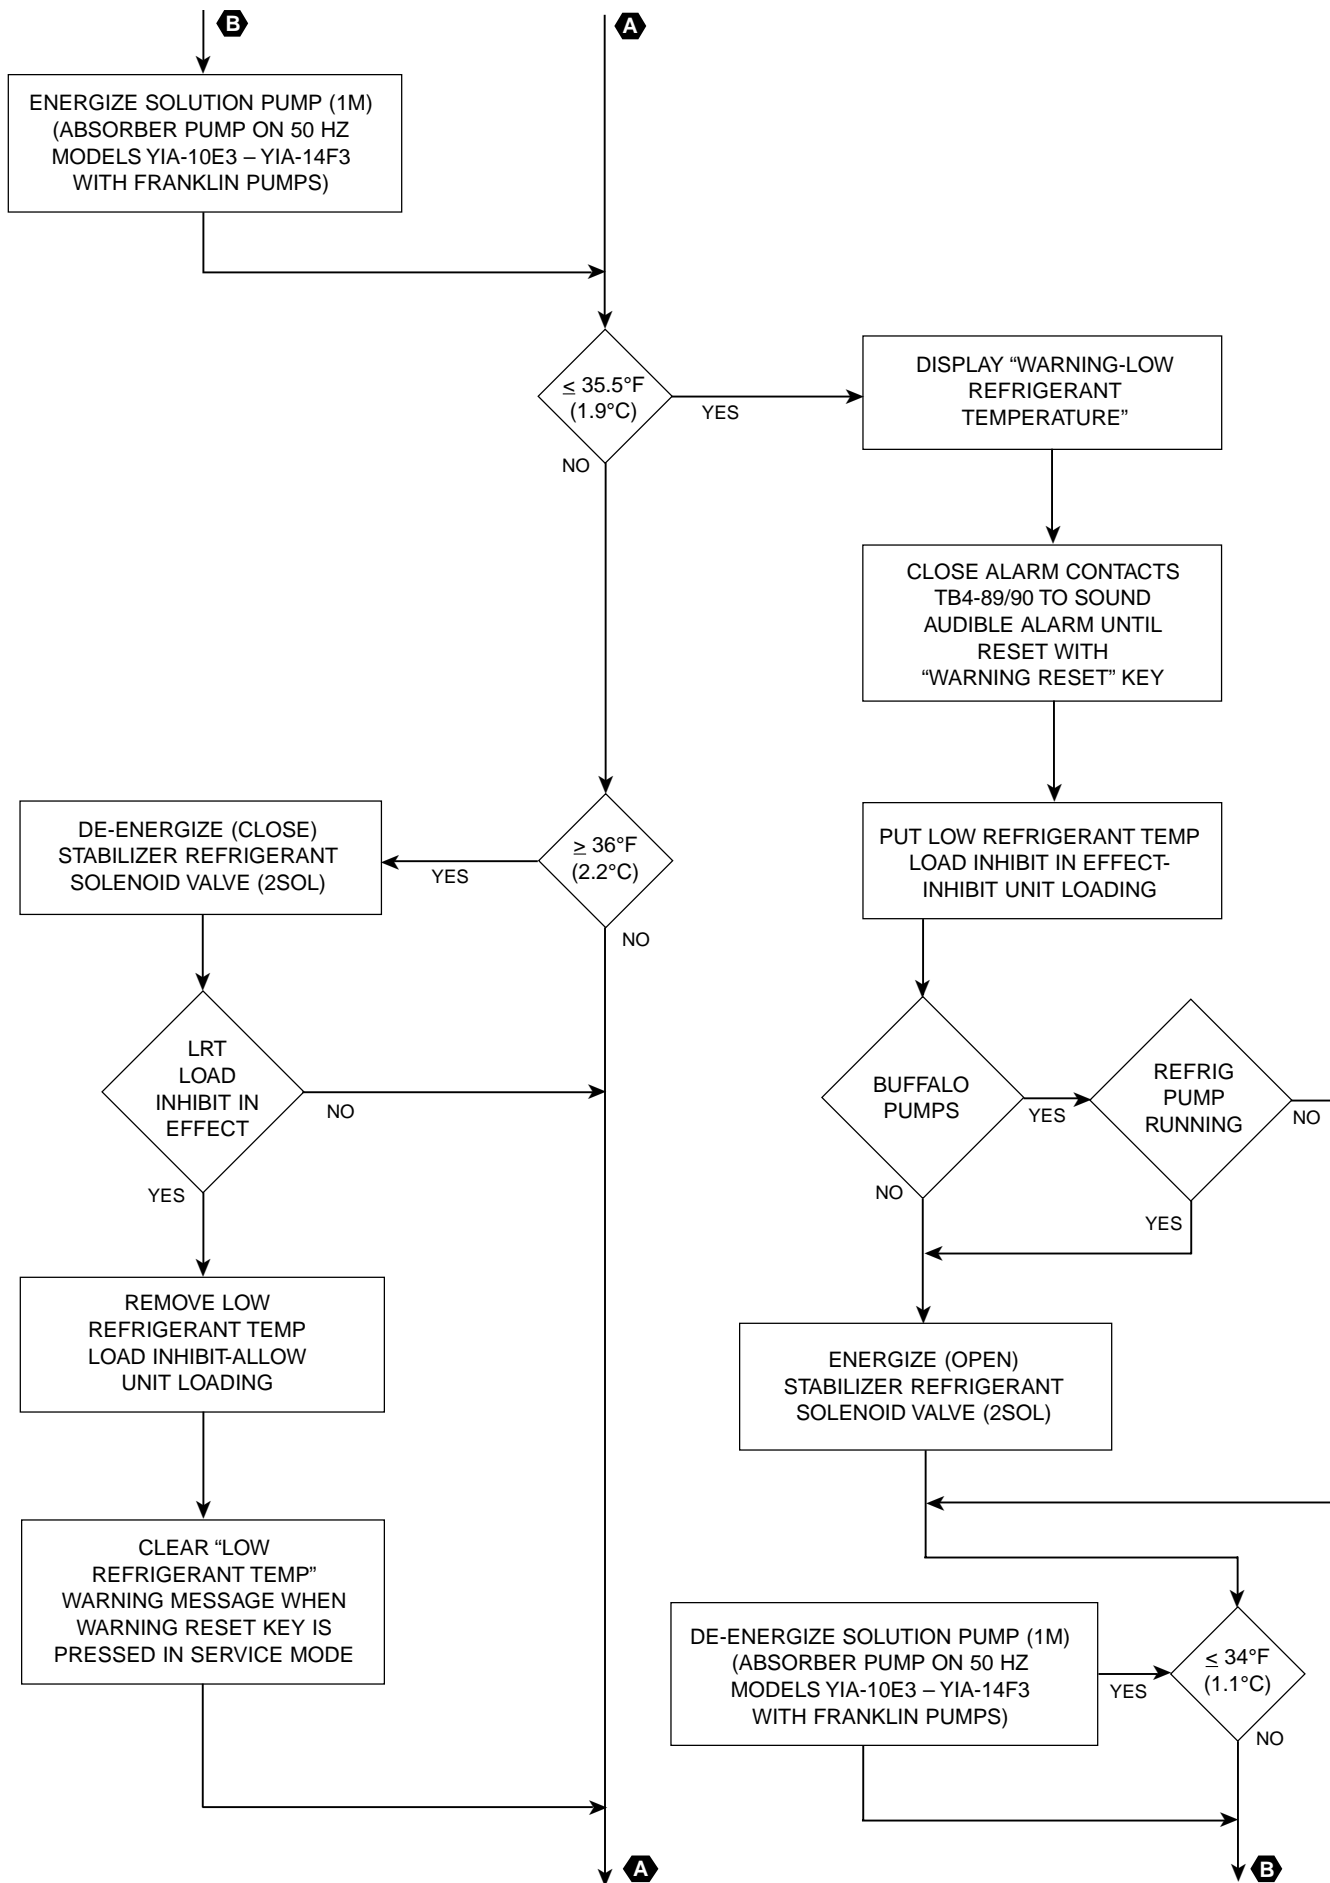 B
A
ENERGIZE SOLUTION PUMP (1M)
(ABSORBER PUMP ON 50 HZ
MODELS YIA-10E3 – YIA-14F3
WITH FRANKLIN PUMPS)
≤ 35.5°F
(1.9°C)
YES
NO
DISPLAY “WARNING-LOW
REFRIGERANT
TEMPERATURE”
CLOSE ALARM CONTACTS
TB4-89/90 TO SOUND
AUDIBLE ALARM UNTIL
RESET WITH
“WARNING RESET” KEY
DE-ENERGIZE (CLOSE)
STABILIZER REFRIGERANT
SOLENOID VALVE (2SOL)
YES
≥ 36°F
(2.2°C)
NO
PUT LOW REFRIGERANT TEMP
LOAD INHIBIT IN EFFECT-
INHIBIT UNIT LOADING
LRT
LOAD
INHIBIT IN
EFFECT
NO
YES
BUFFALO
PUMPS
YES
NO
REFRIG
PUMP
RUNNING
NO
YES
REMOVE LOW
REFRIGERANT TEMP
LOAD INHIBIT-ALLOW
UNIT LOADING
ENERGIZE (OPEN)
STABILIZER REFRIGERANT
SOLENOID VALVE (2SOL)
CLEAR “LOW
REFRIGERANT TEMP”
WARNING MESSAGE WHEN
WARNING RESET KEY IS
PRESSED IN SERVICE MODE
DE-ENERGIZE SOLUTION PUMP (1M)
(ABSORBER PUMP ON 50 HZ
MODELS YIA-10E3 – YIA-14F3
WITH FRANKLIN PUMPS)
YES
≤ 34°F
(1.1°C)
NO
A
B